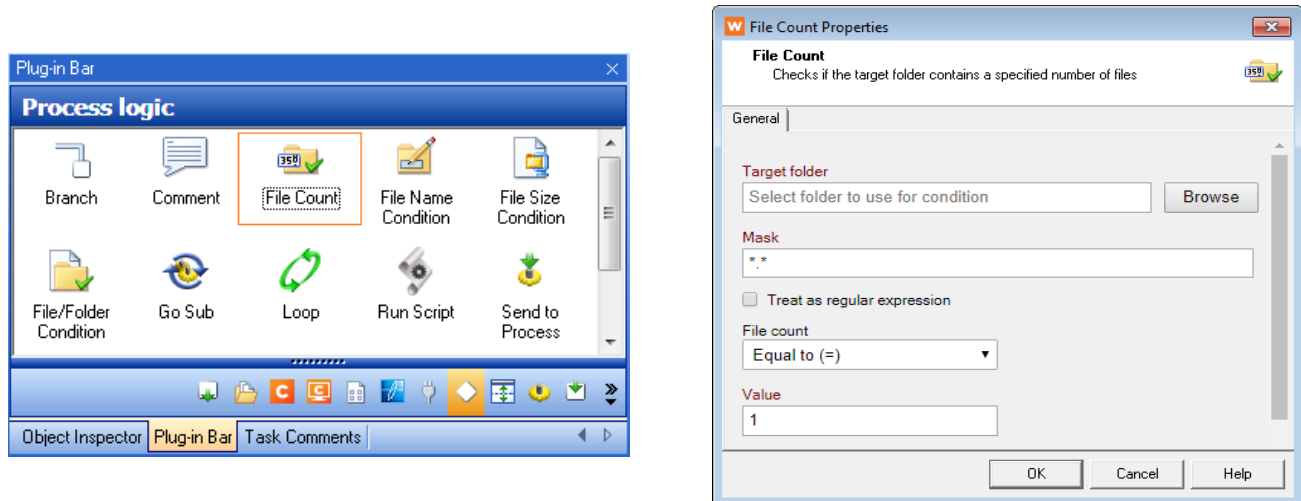 Plug-in Bar
Process logic
Branch
Comment
File Count
File Name
Condition
File Size
Condition
File/Folder
Condition
Go Sub
Loop
Run Script
Send to
Process
Object Inspector
Plug-in Bar
Task Comments
W File Count Properties
File Count
Checks if the target folder contains a specified number of files
General
Target folder
Select folder to use for condition
Browse
Mask
*.*
Treat as regular expression
File count
Equal to (=)
Value
1
OK
Cancel
Help